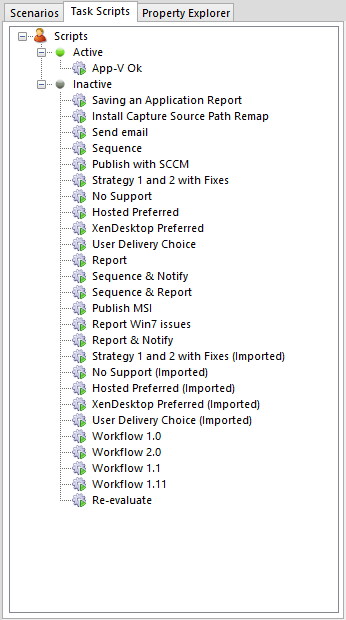 Scenarios Task Scripts Property Explorer
Scripts
Active
App-V Ok
Inactive
Saving an Application Report
Install Capture Source Path Remap
Send email
Sequence
Publish with SCCM
Strategy 1 and 2 with Fixes
No Support
Hosted Preferred
XenDesktop Preferred
User Delivery Choice
Report
Sequence & Notify
Sequence & Report
Publish MSI
Report Win7 issues
Report & Notify
Strategy 1 and 2 with Fixes (Imported)
No Support (Imported)
Hosted Preferred (Imported)
XenDesktop Preferred (Imported)
User Delivery Choice (Imported)
Workflow 1.0
Workflow 2.0
Workflow 1.1
Workflow 1.11
Re-evaluate